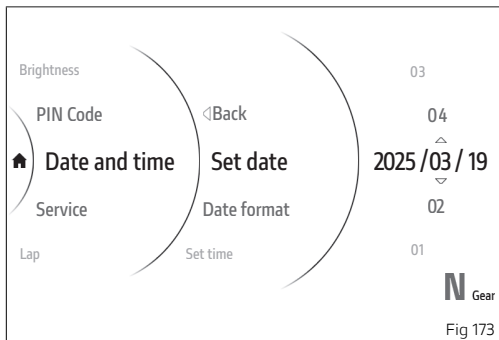 Brightness
PIN Code
Date and time
Service
Lap
Back
Set date
Date format
Set time
03
04
2025/03/19
02
01
N Gear
Fig 173